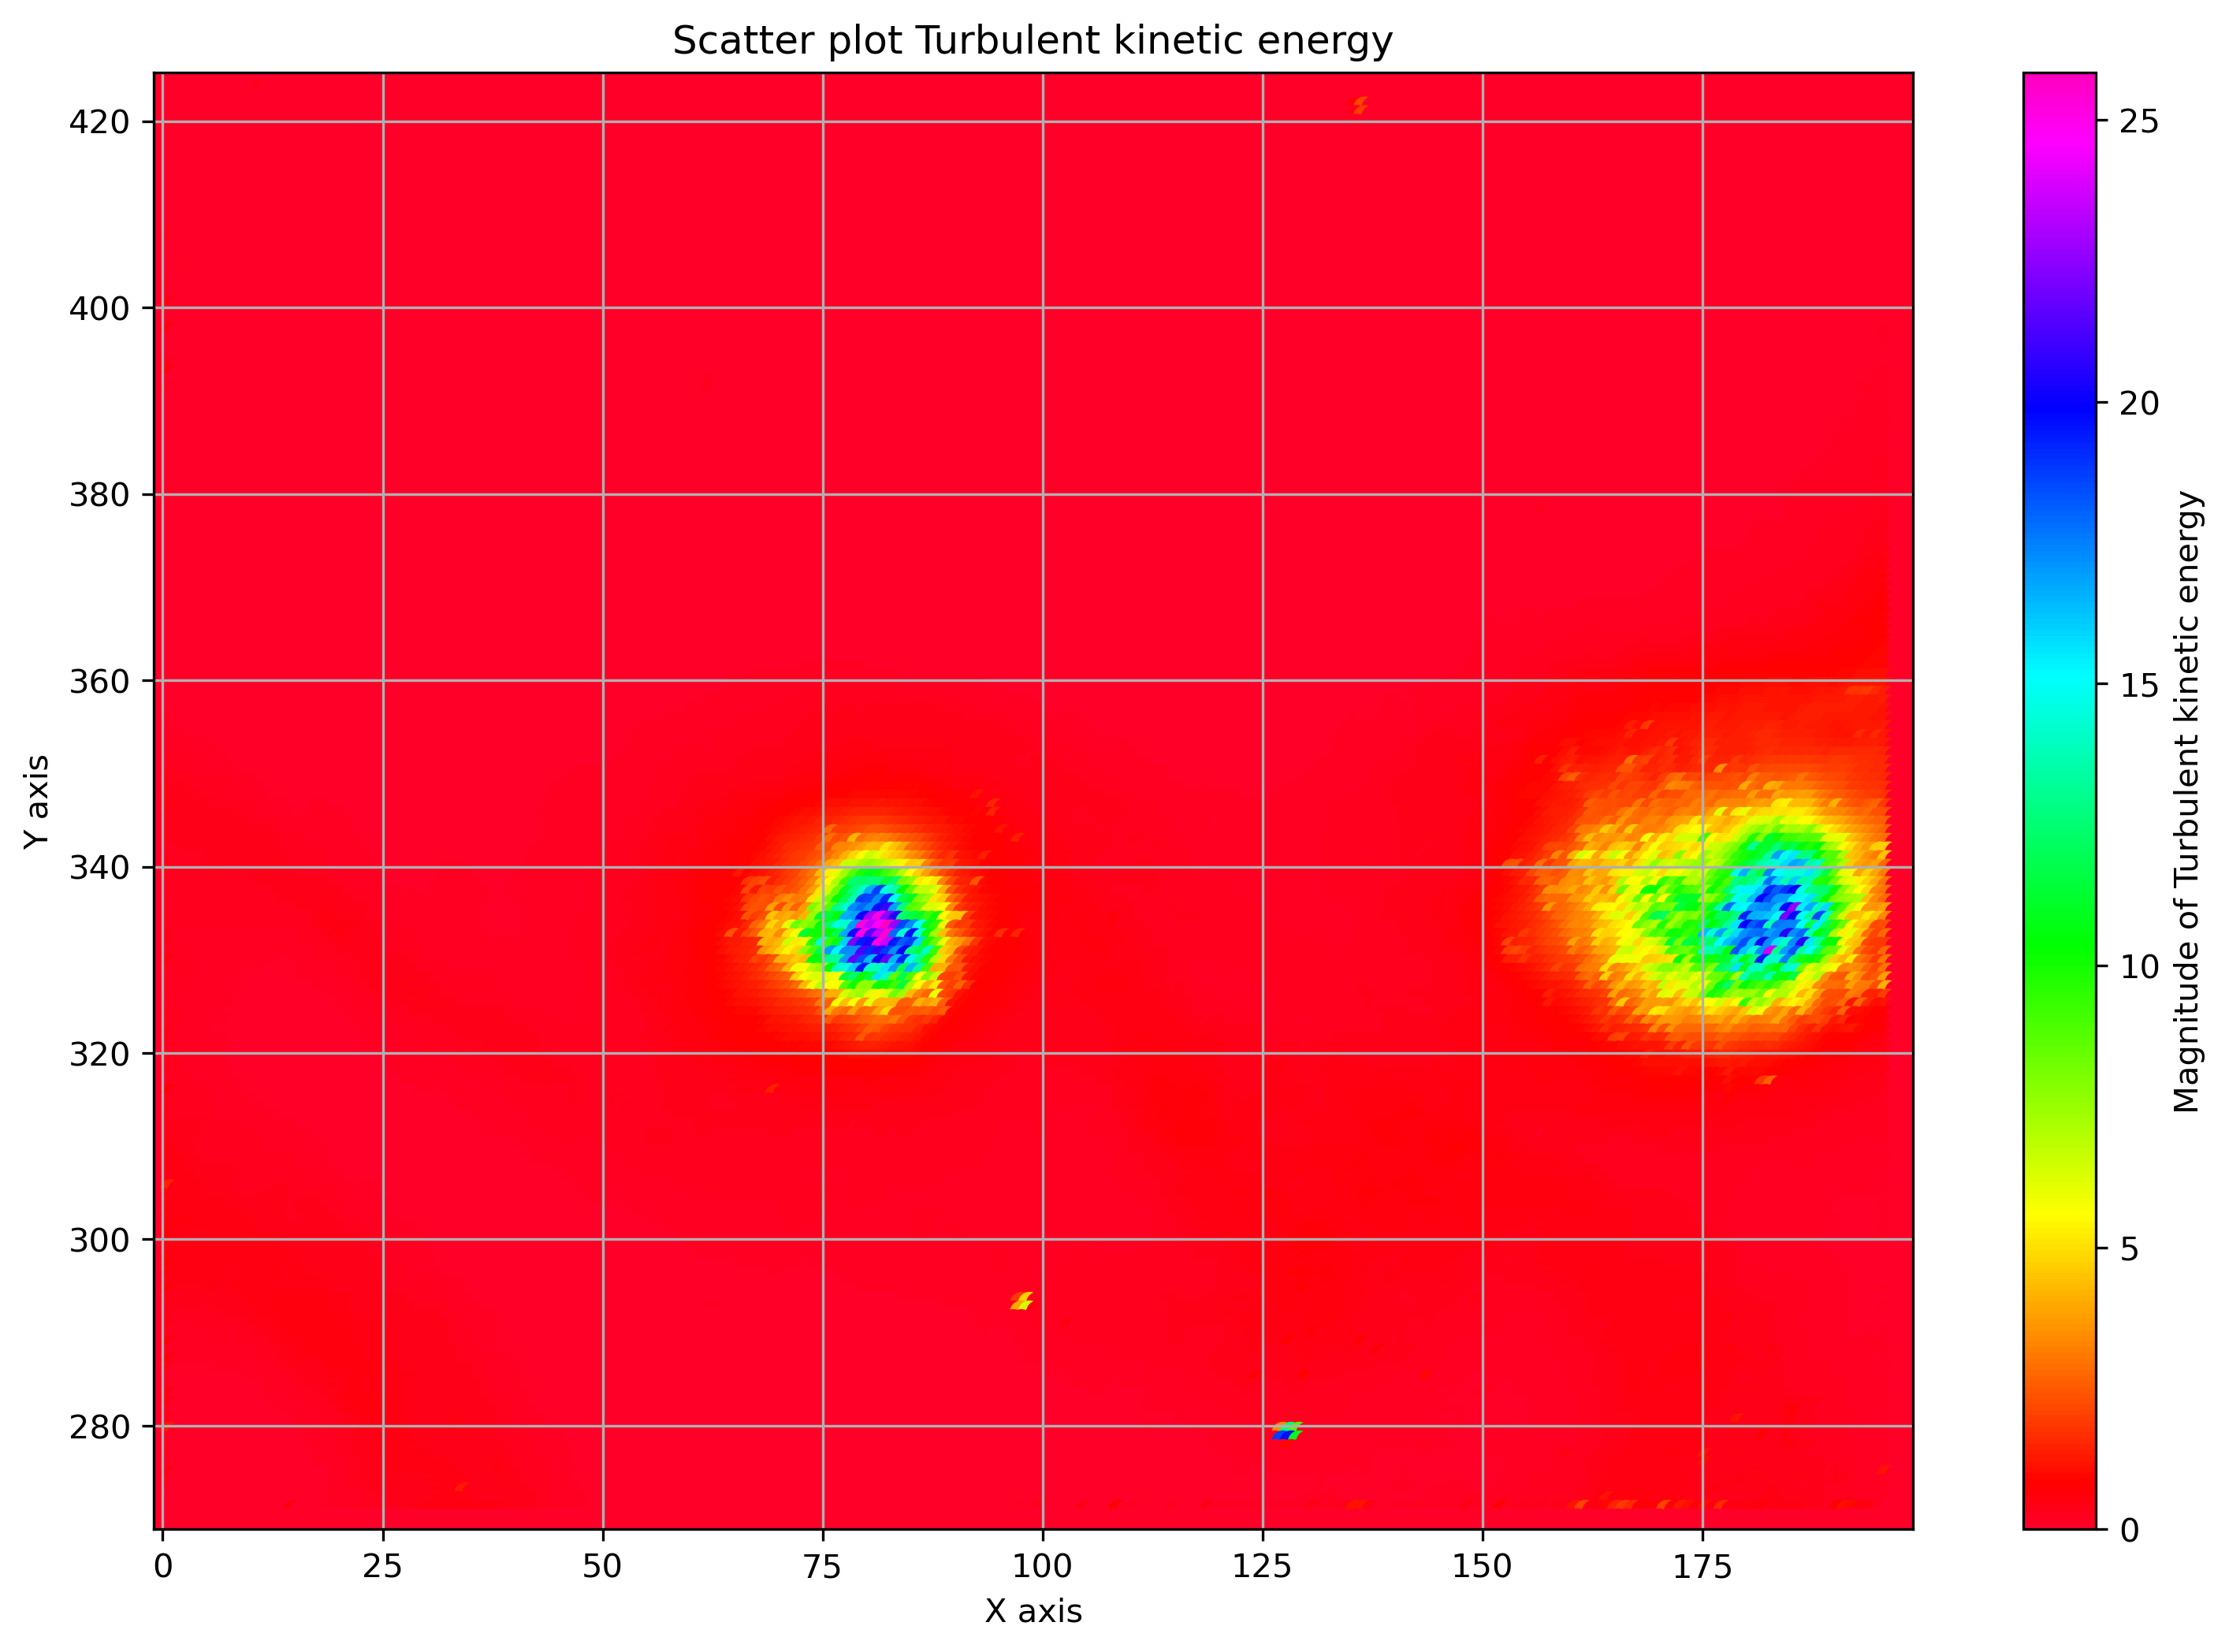 Scatter plot Turbulent kinetic energy
Y axis
420
400
380
360
340
320
300
280
0 25 50 75 100 125 150 175
X axis
25
20
15
10
5
0
Magnitude of Turbulent kinetic energy